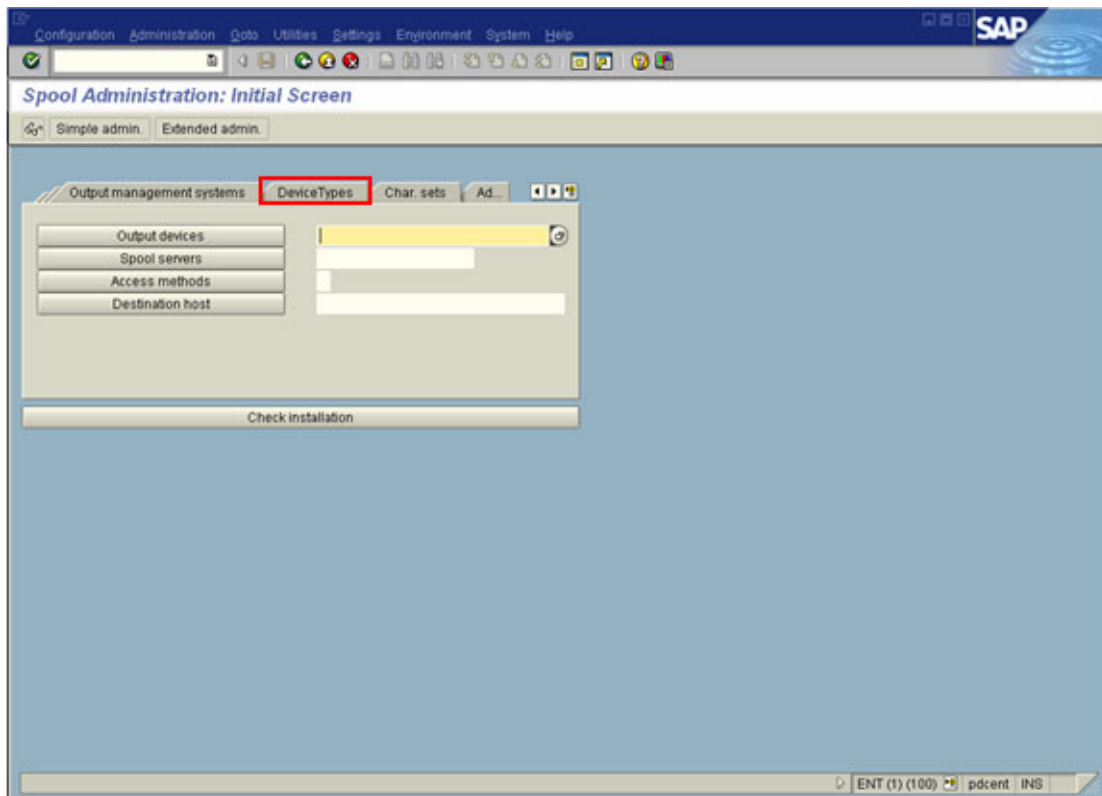 Configuration Administration Goto Utilities Settings Environment System Help
SAP
Spool Administration: Initial Screen
Simple admin. Extended admin.
Output management systems DeviceTypes Char. sets Ad...
Output devices
Spool servers
Access methods
Destination host
Check installation
ENT (1) (100) pdcent INS